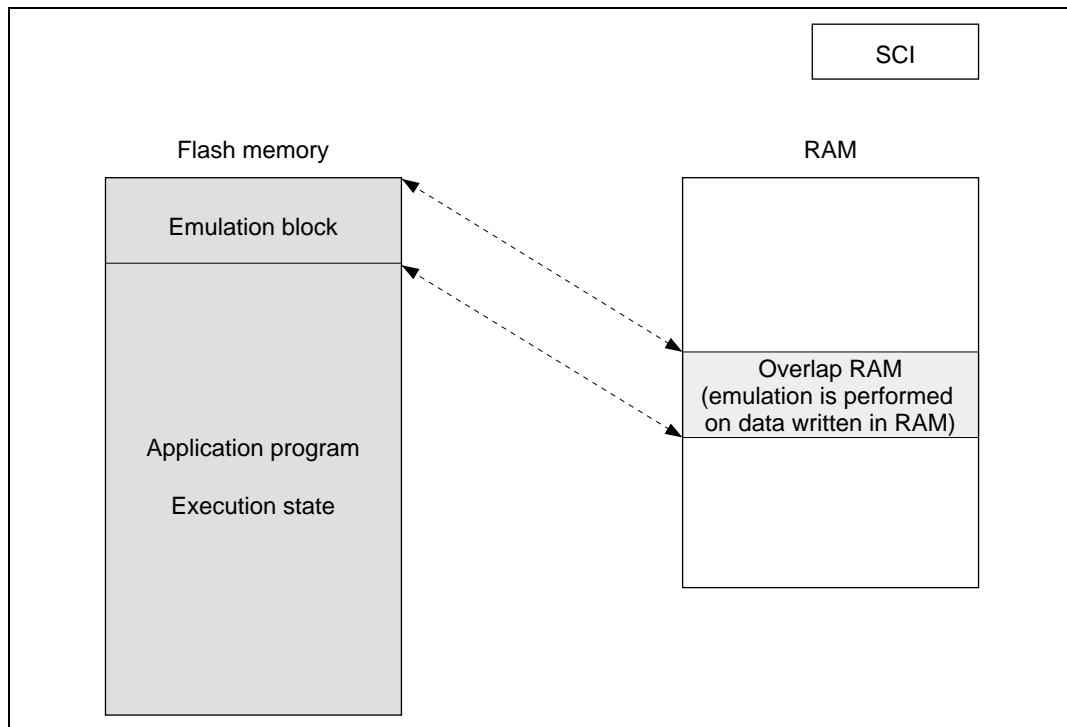 SCI
Flash memory
RAM
Emulation block
Overlap RAM
(emulation is performed
on data written in RAM)
Application program
Execution state